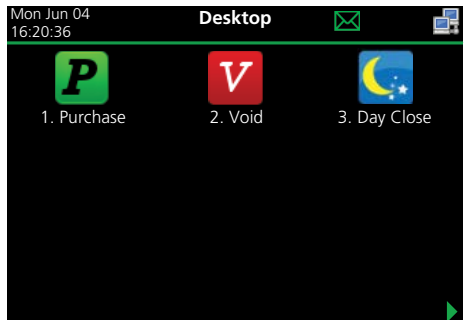 Mon Jun 04
16:20:36
Desktop
P
V
1. Purchase
2. Void
3. Day Close